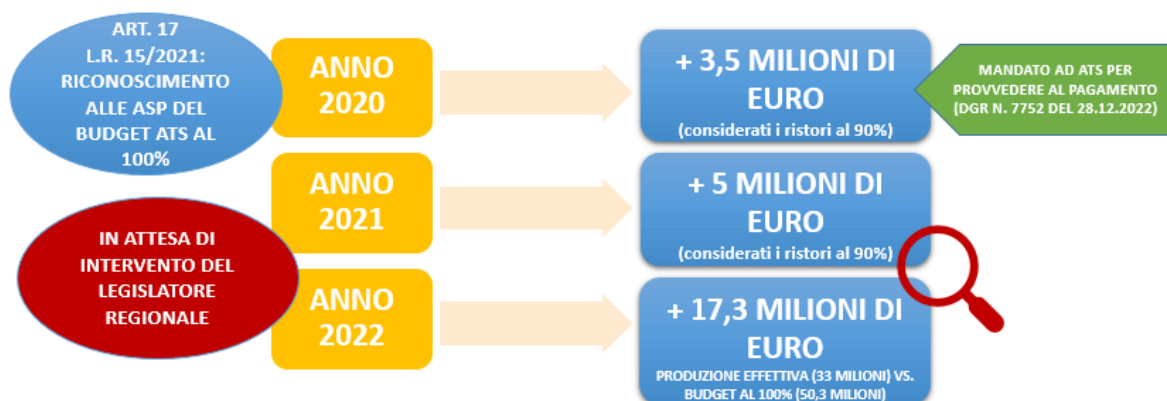 ART. 17
L.R. 15/2021:
RICONOSCIMENTO
ALLE ASP DEL
BUDGET ATS AL
100%
ANNO
2020
+ 3,5 MILIONI DI
EURO
(considerati i ristori al 90%)
MANDATO AD ATS PER
PROVVEDERE AL PAGAMENTO
(DGR N. 7752 DEL 28.12.2022)
ANNO
2021
+ 5 MILIONI DI
EURO
(considerati i ristori al 90%)
IN ATTESA DI
INTERVENTO DEL
LEGISLATORE
REGIONALE
ANNO
2022
+ 17,3 MILIONI DI
EURO
PRODUZIONE EFFETTIVA (33 MILIONI) VS.
BUDGET AL 100% (50,3 MILIONI)